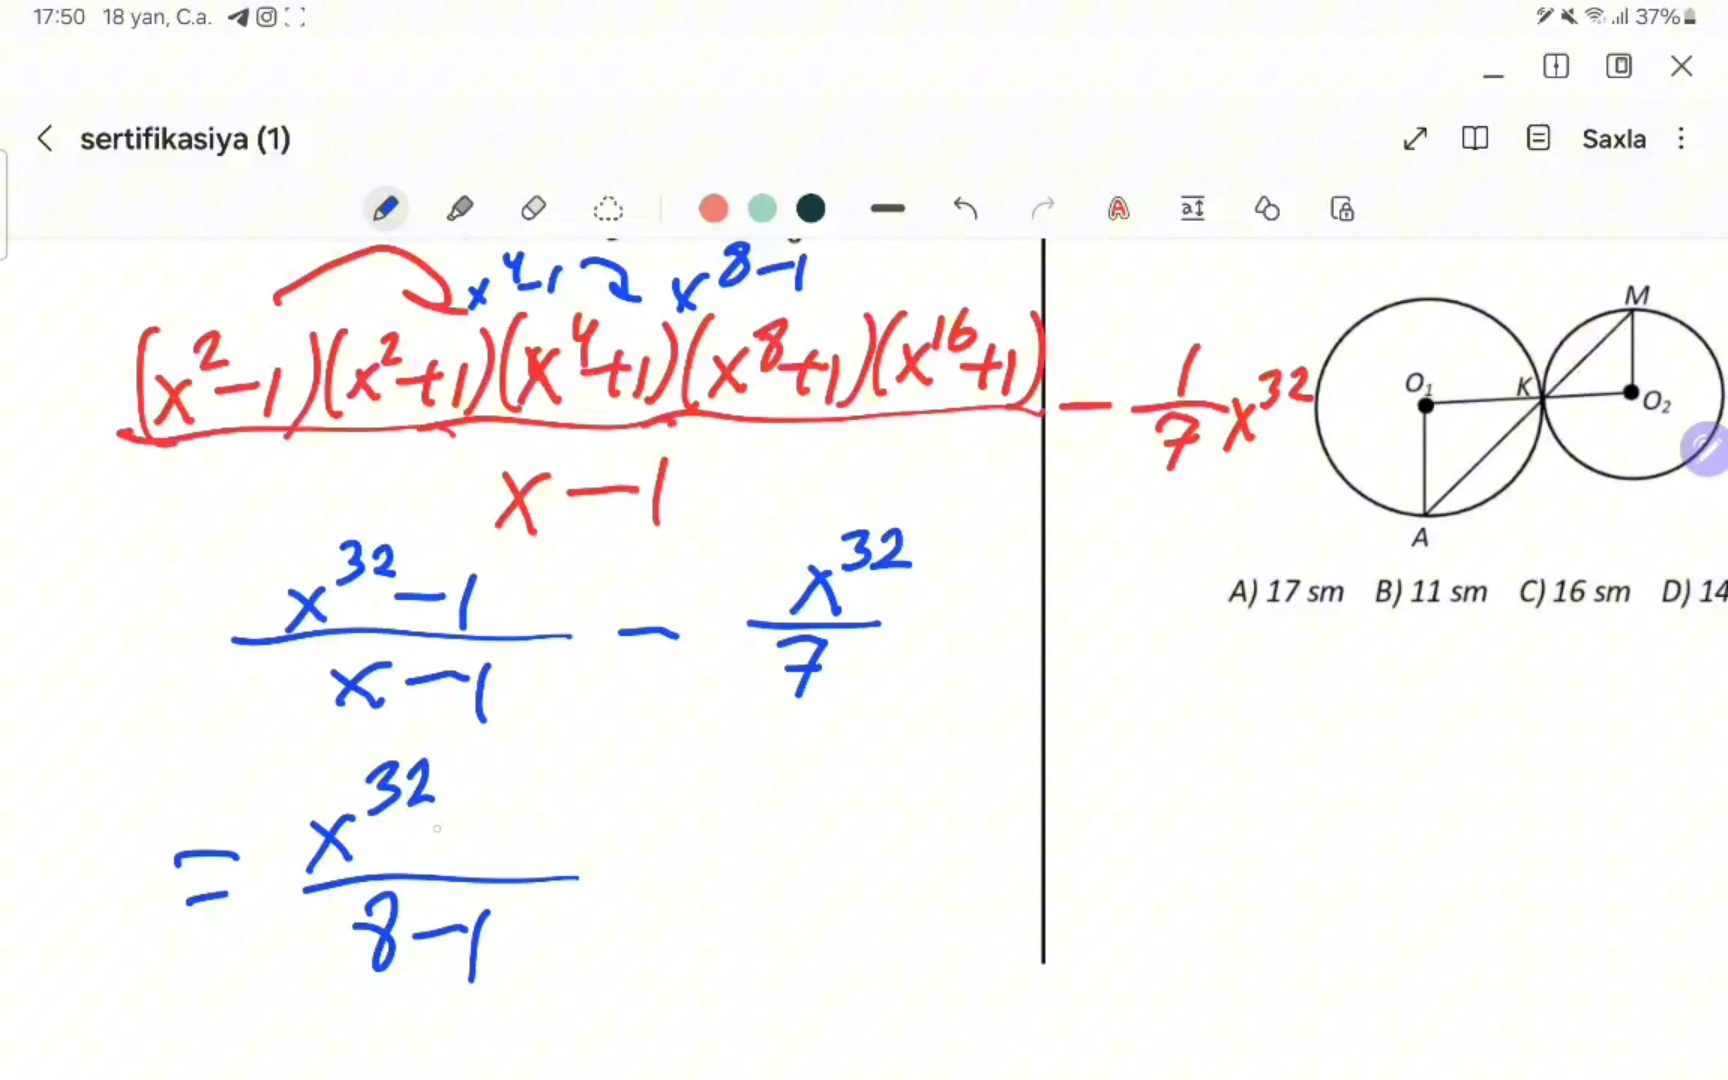 17:50 18 yan, C.a.
37%
sertifikasiya (1)
Saxla
x⁴-1 x⁸-1
(x²-1)(x²+1)(x⁴+1)(x⁸+1)(x¹⁶+1)
x-1
- 1/7 x³²
x³²-1 / x-1 - x³²/7
= x³² / 8-1
M
O₁ K O₂
A
A) 17 sm B) 11 sm C) 16 sm D) 14